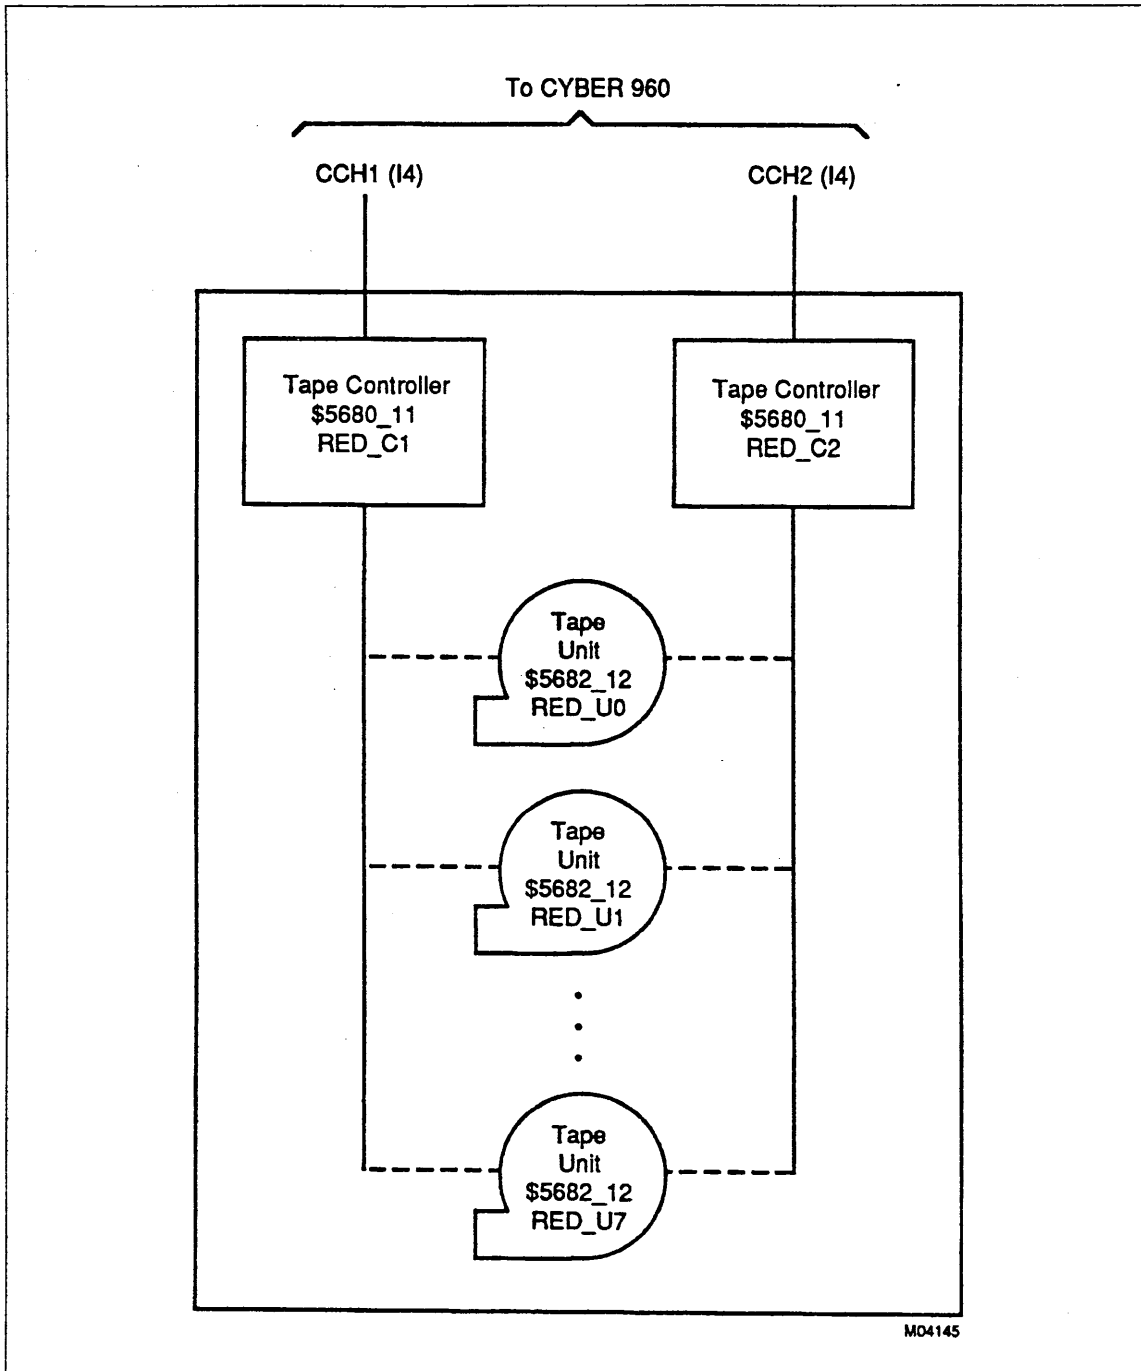 To CYBER 960
CCH1 (I4)
CCH2 (I4)
Tape Controller
$5680_11
RED_C1
Tape Controller
$5680_11
RED_C2
Tape
Unit
$5682_12
RED_U0
Tape
Unit
$5682_12
RED_U1
Tape
Unit
$5682_12
RED_U7
M04145